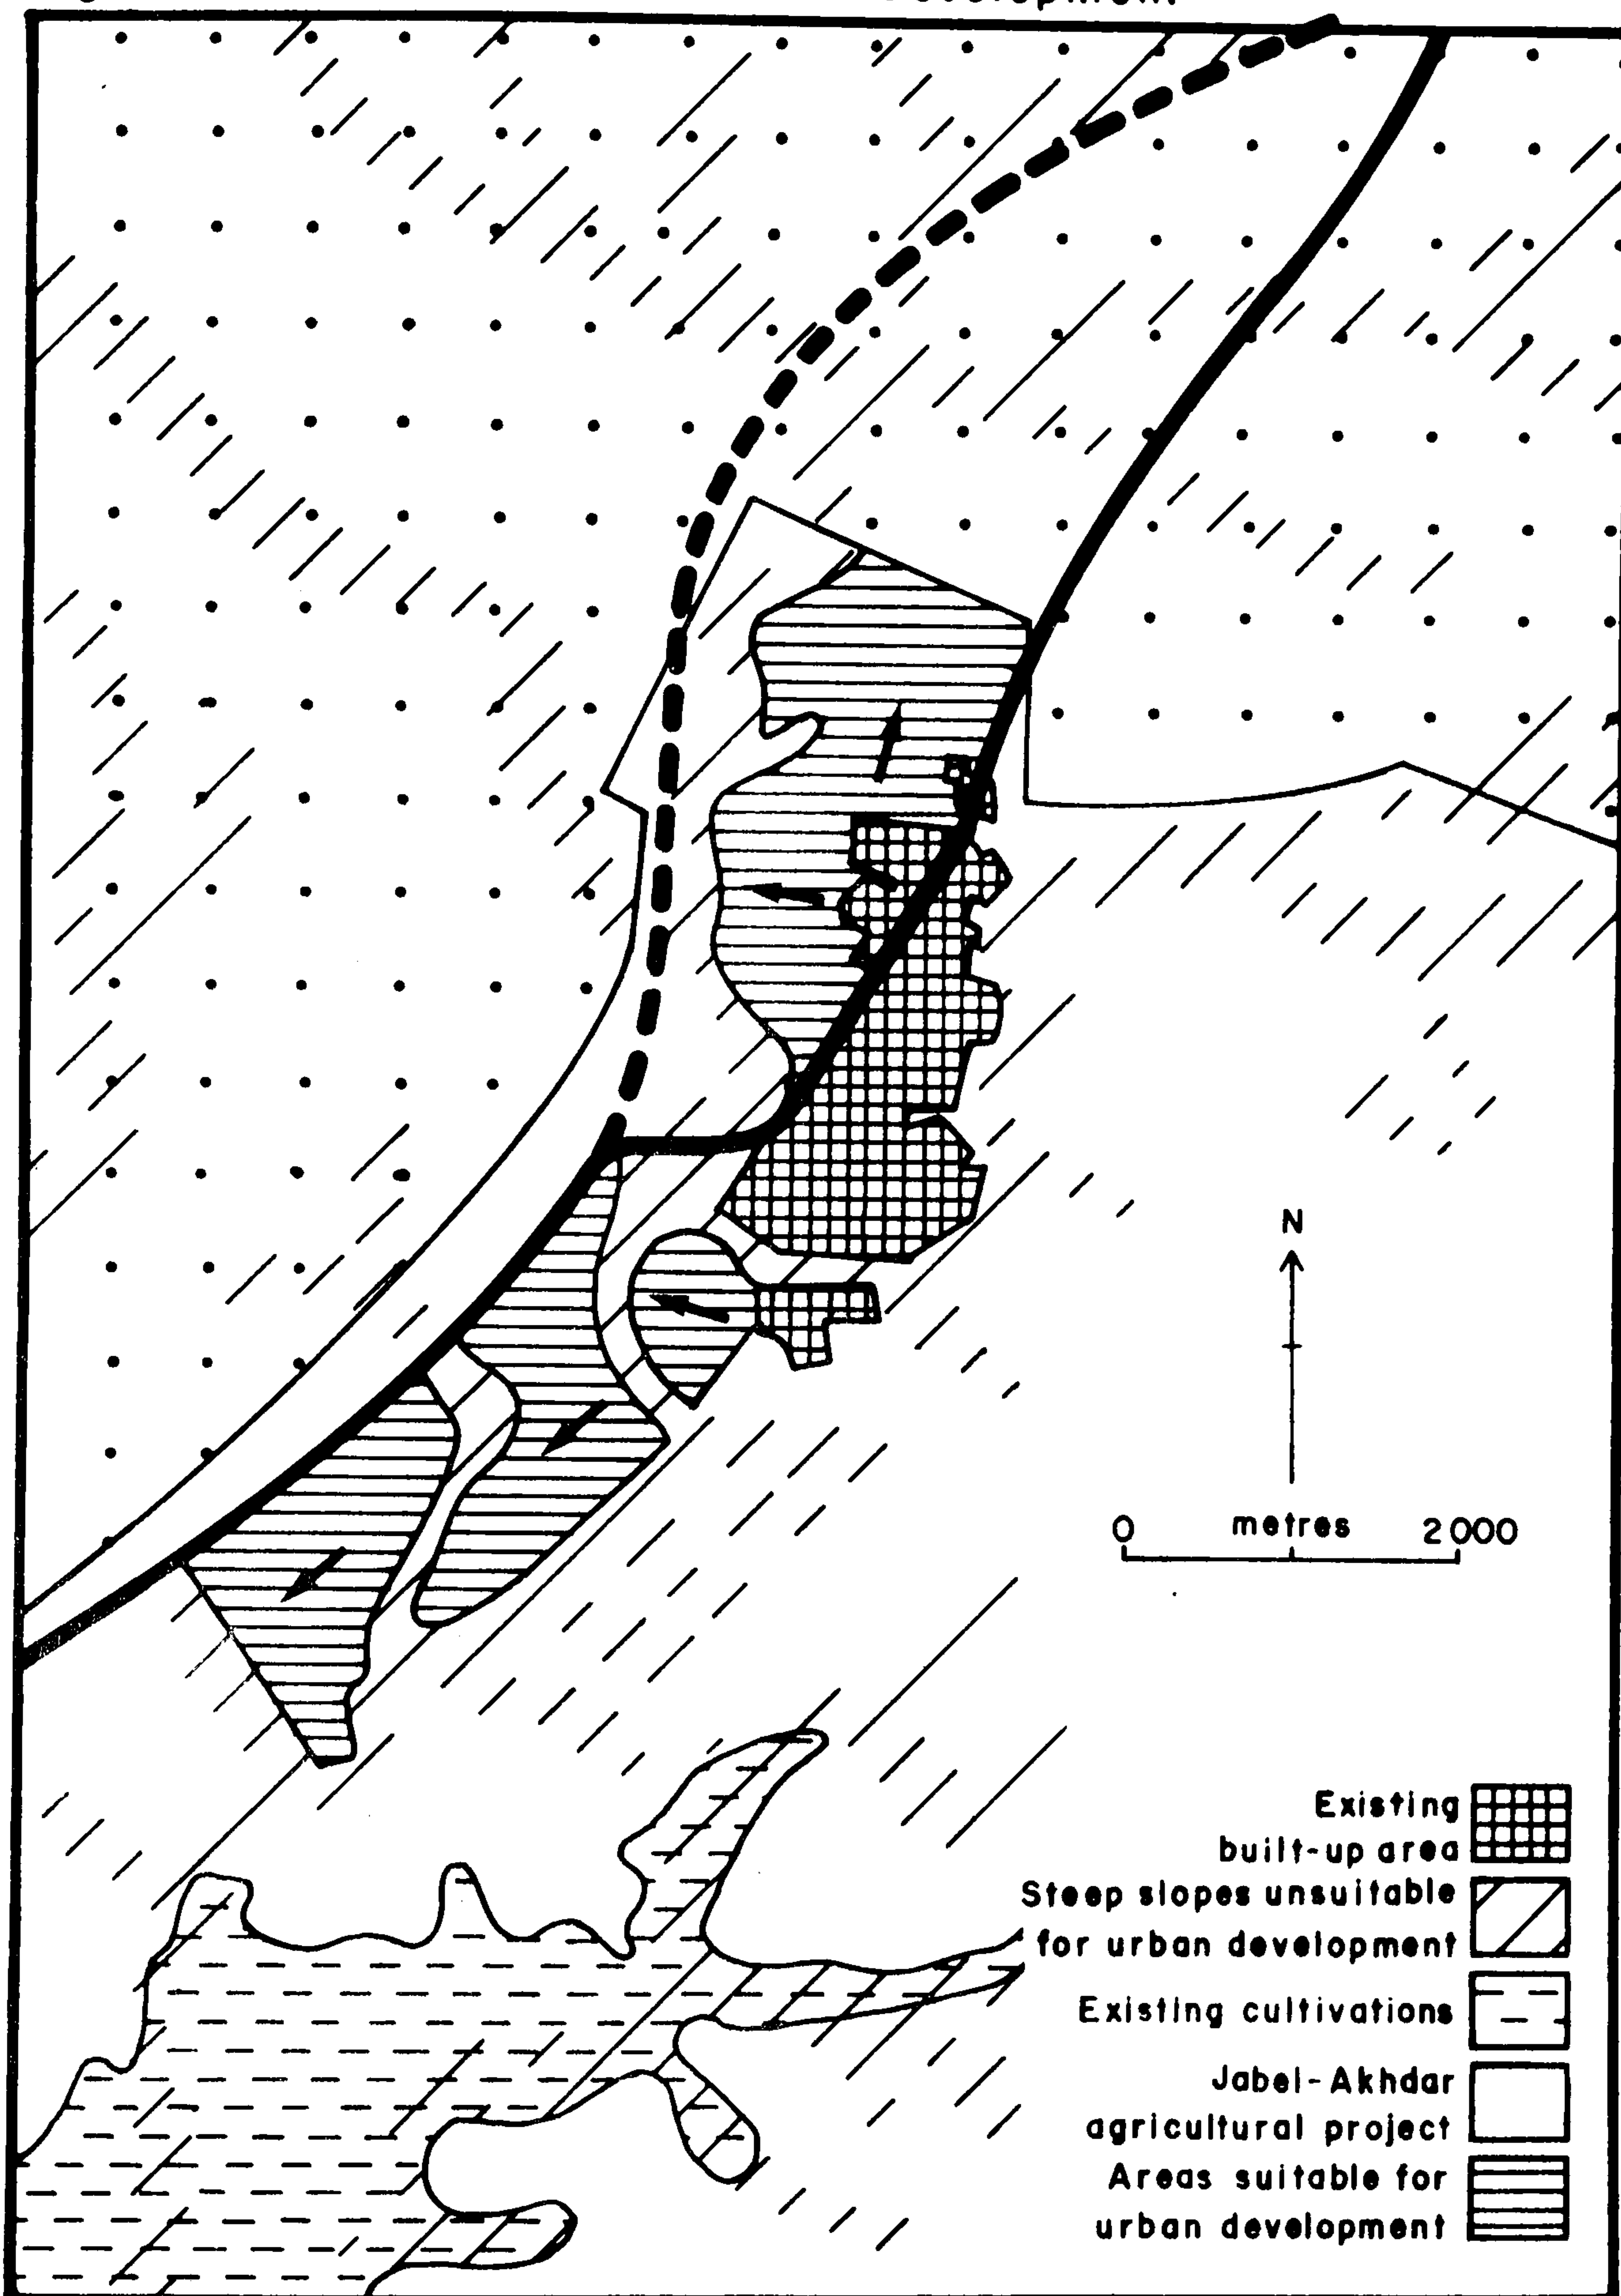 N
0 metres 2000
Existing
built-up area
Steep slopes unsuitable
for urban development
Existing cultivations
Jabel-Akhdar
agricultural project
Areas suitable for
urban development